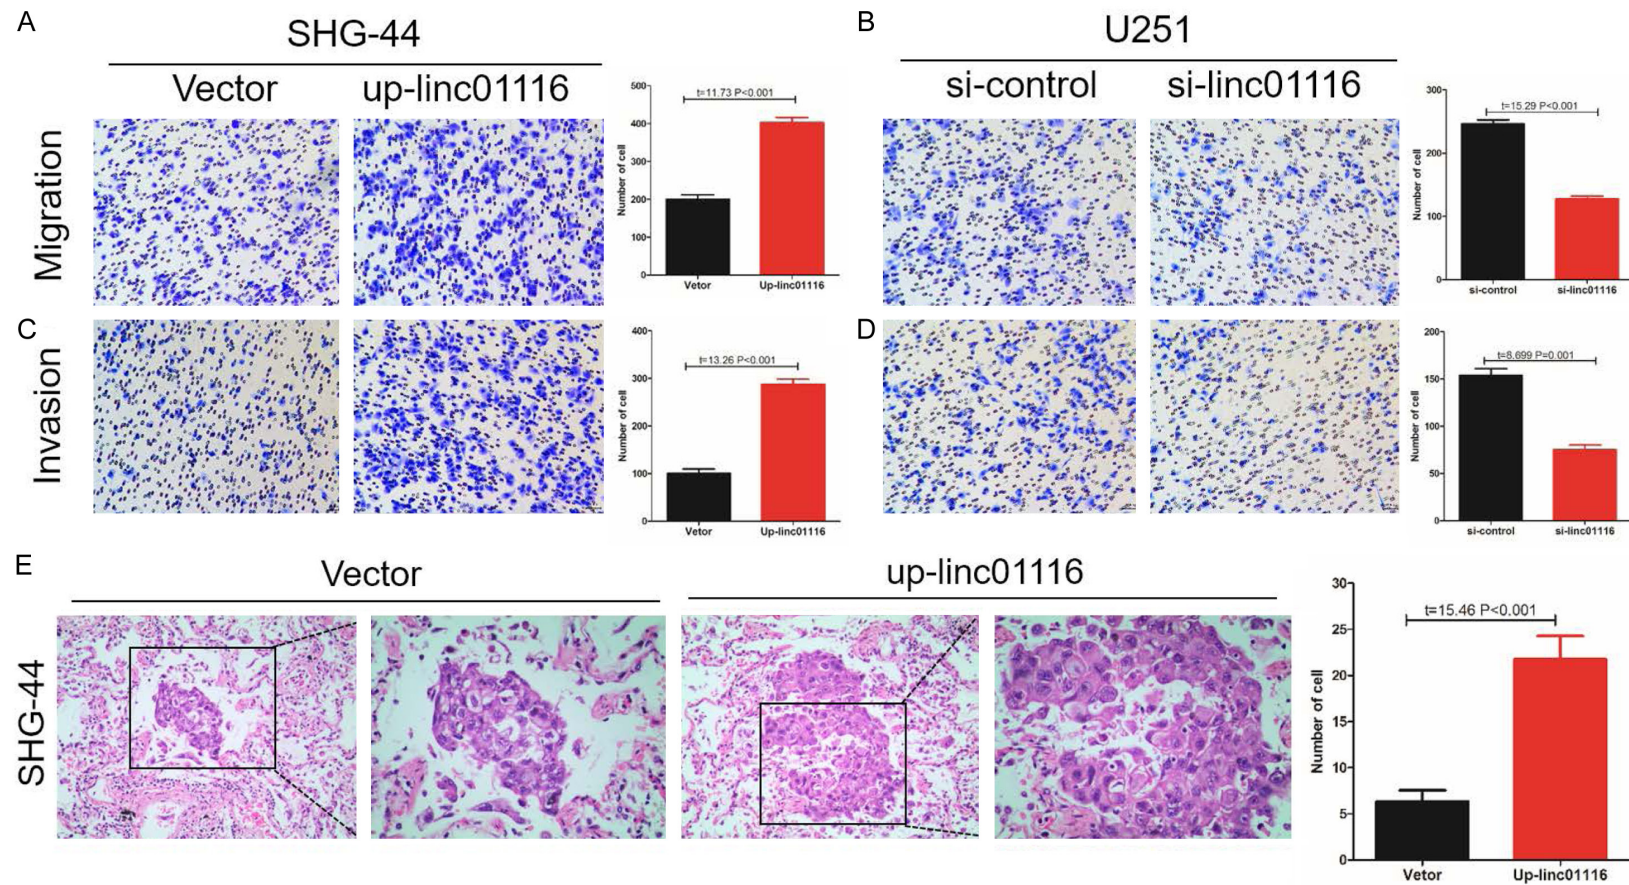 A
SHG-44
Vector
up-linc01116
Migration
500
400
300
200
100
0
Number of cell
t=11.73 P<0.001
Vetor
Up-linc01116
B
U251
si-control
si-linc01116
300
200
100
0
Number of cell
t=15.29 P<0.001
si-control
si-linc01116
C
Invasion
400
300
200
100
0
Number of cell
t=13.26 P<0.001
Vetor
Up-linc01116
D
200
150
100
50
0
Number of cell
t=8.699 P=0.001
si-control
si-linc01116
E
Vector
up-linc01116
SHG-44
30
25
20
15
10
5
0
Number of cell
t=15.46 P<0.001
Vetor
Up-linc01116